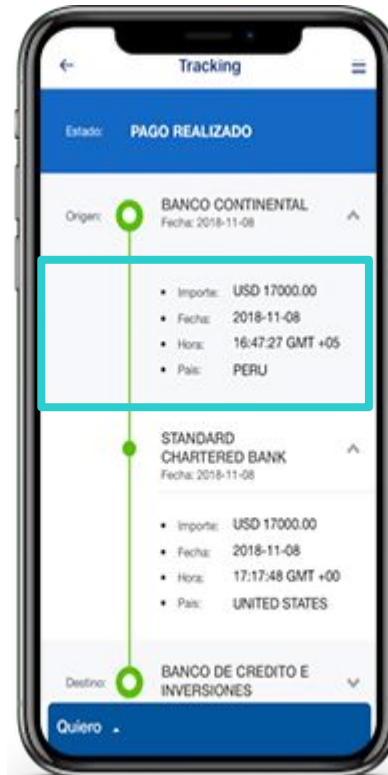 Tracking
Estado: PAGO REALIZADO
Origen: BANCO CONTINENTAL
Fecha: 2018-11-08
• Importe: USD 17000.00
• Fecha: 2018-11-08
• Hora: 16:47:27 GMT +05
• Pais: PERU
STANDARD
CHARTERED BANK
Fecha: 2018-11-08
• Importe: USD 17000.00
• Fecha: 2018-11-08
• Hora: 17:17:48 GMT +00
• Pais: UNITED STATES
Destino: BANCO DE CREDITO E
INVERSIONES
Quiero